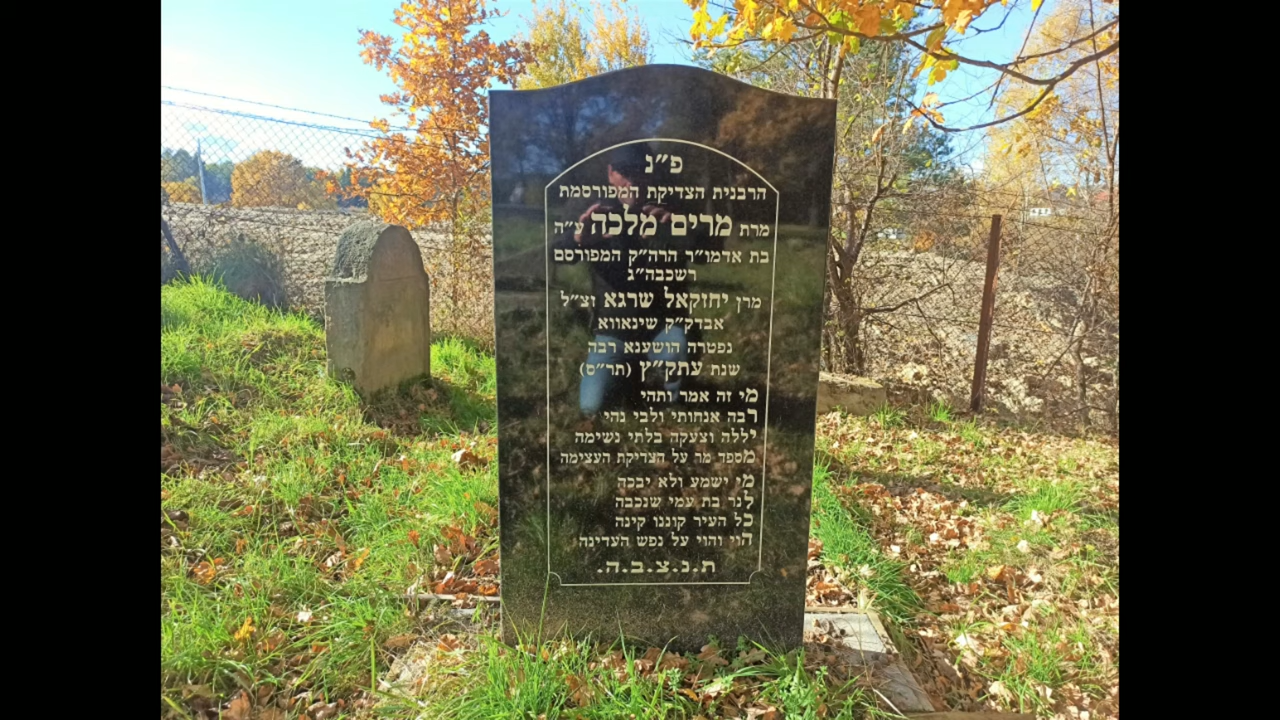 פ״נ
הרבנית הצדיקת המפורסמת
מרת מרים מלכה ע״ה
בת אדמו״ר הרה״ק המפורסם
רשכבה״ג
מרן יחזקאל שרגא זצ״ל
אבדק״ק שינאווא
נפטרה הושענא רבה
שנת עתק״ץ (תר״ס)
מי זה אמר ותהי
רבה אנחותי ולבי נהי
יללה וצעקה בלתי נשימה
מספד מר על הצדיקת העצימה
מי ישמע ולא יבכה
לנר בת עמי שנכבה
כל העיר קוננו קינה
הוי והוי על נפש העדינה
ת.נ.צ.ב.ה.